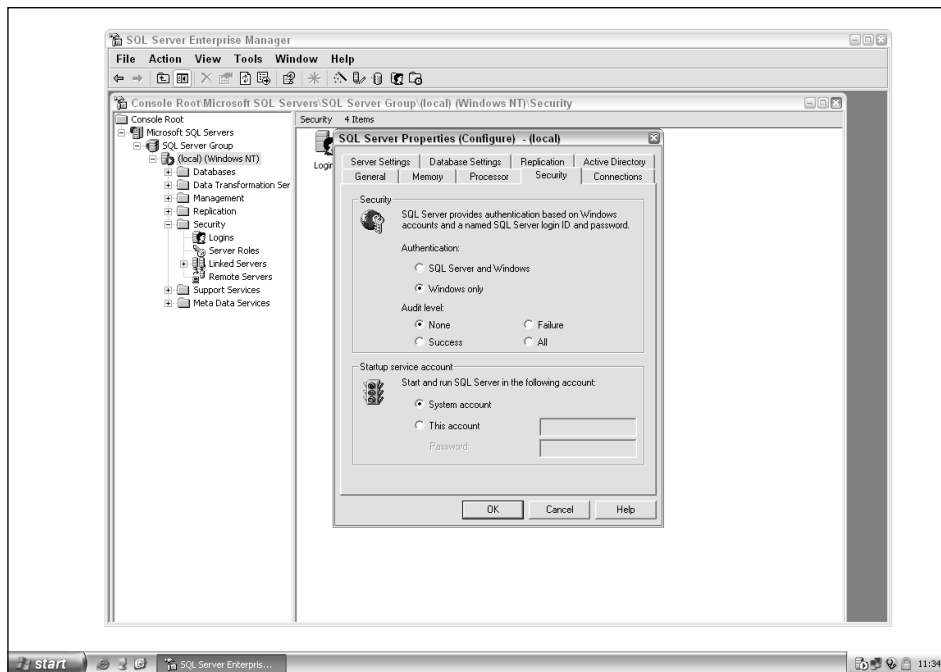 SQL Server Enterprise Manager
File Action View Tools Window Help
Console Root\Microsoft SQL Servers\SQL Server Group\(local) (Windows NT)\Security
Console Root
Microsoft SQL Servers
SQL Server Group
(local) (Windows NT)
Databases
Data Transformation Ser
Management
Replication
Security
Logins
Server Roles
Linked Servers
Remote Servers
Support Services
Meta Data Services
Security 4 Items
SQL Server Properties (Configure) - (local)
Server Settings Database Settings Replication Active Directory
General Memory Processor Security Connections
Security
SQL Server provides authentication based on Windows
accounts and a named SQL Server login ID and password.
Authentication:
SQL Server and Windows
Windows only
Audit level:
None Failure
Success All
Startup service account
Start and run SQL Server in the following account:
System account
This account
Password:
OK Cancel Help
start SQL Server Enterpris... 11:34